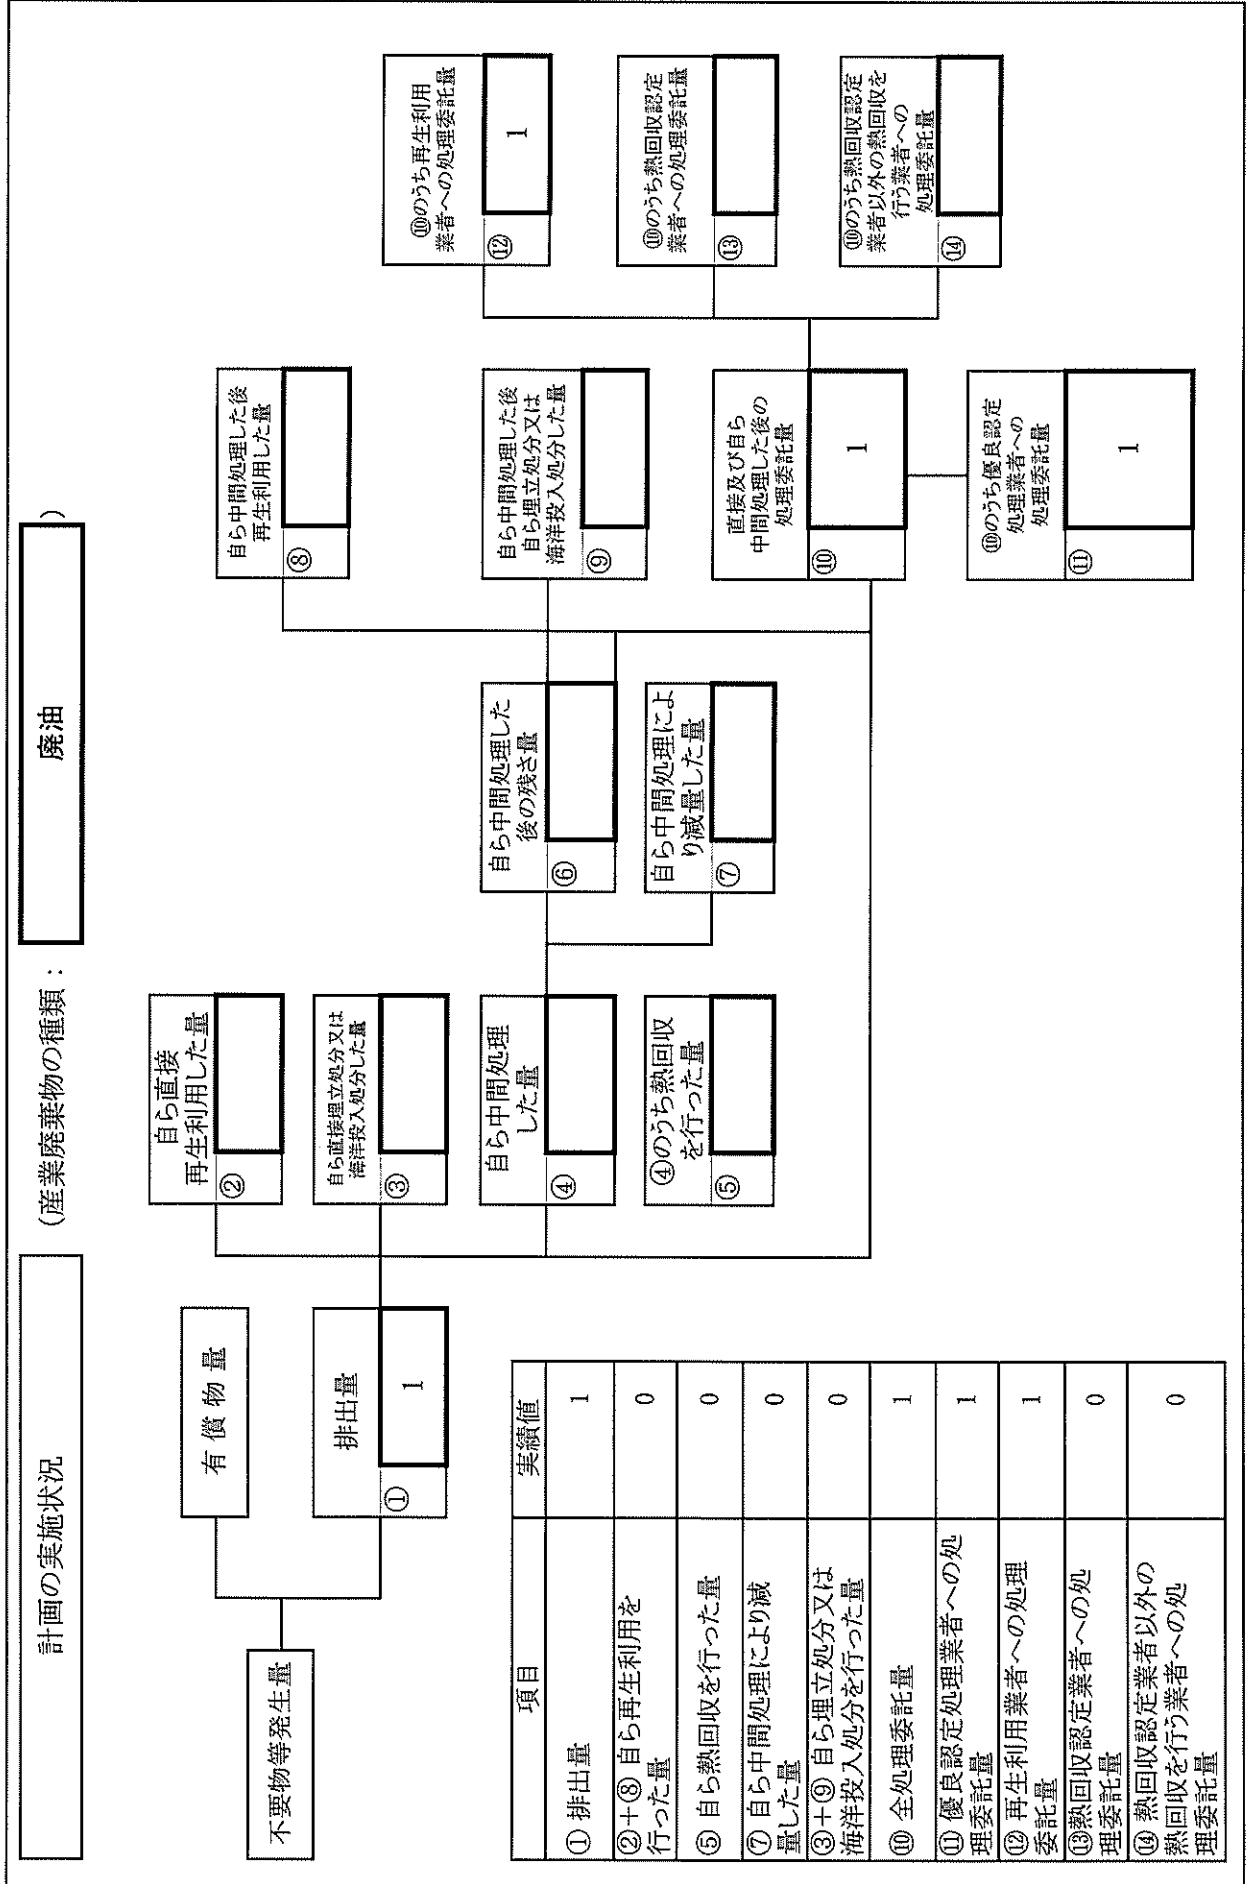 計画の実施状況
(産業廃棄物の種類：
廃油
)
不要物等発生量
有 償 物 量
排出量
①
1
自ら直接
再生利用した量
②
自ら直接埋立処分又は
海洋投入処分した量
③
自ら中間処理
した量
④
④のうち熱回収
を行った量
⑤
自ら中間処理した
後の残さ量
⑥
自ら中間処理によ
り減量した量
⑦
自ら中間処理した後
再生利用した量
⑧
自ら中間処理した後
自ら埋立処分又は
海洋投入処分した量
⑨
直接及び自ら
中間処理した後の
処理委託量
⑩
1
⑩のうち優良認定
処理業者への
処理委託量
⑪
1
⑩のうち再生利用
業者への処理委託量
⑫
1
⑩のうち熱回収認定
業者への処理委託量
⑬
⑩のうち熱回収認定
業者以外の熱回収を
行う業者への
処理委託量
⑭
項目 実績値
① 排出量 1
②＋⑧ 自ら再生利用を
行った量 0
⑤ 自ら熱回収を行った量 0
⑦ 自ら中間処理により減
量した量 0
③＋⑨ 自ら埋立処分又は
海洋投入処分を行った量 0
⑩ 全処理委託量 1
⑪ 優良認定処理業者への処
理委託量 1
⑫ 再生利用業者への処理
委託量 1
⑬熱回収認定業者への処
理委託量 0
⑭ 熱回収認定業者以外の
熱回収を行う業者への処
理委託量 0